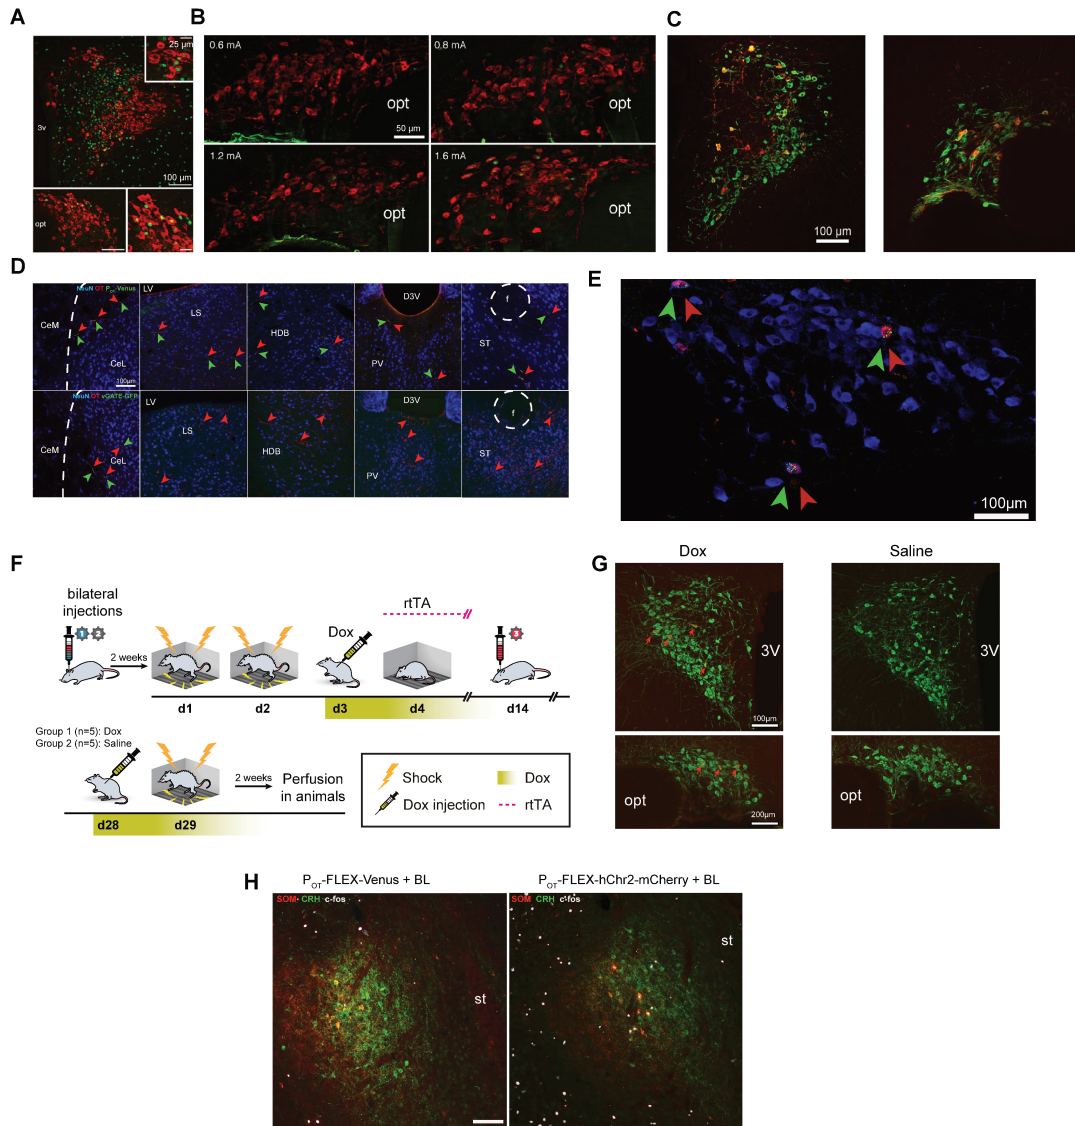 A
25 µm
3v
100 µm
opt
B
0.6 mA
opt
50 µm
0.8 mA
opt
1.2 mA
opt
1.6 mA
opt
C
100 µm
D
NeuN OT P-Venus
CeM
CeL
100µm
LV
LS
HDB
D3V
PV
f
ST
NeuN OT vGATE-GFP
CeM
CeL
LV
LS
HDB
D3V
PV
f
ST
E
100µm
F
bilateral
injections
1 2
2 weeks
Dox
rtTA
3
d1 d2 d3 d4 d14
Group 1 (n=5): Dox
Group 2 (n=5): Saline
2 weeks
Perfusion
in animals
d28 d29
Shock
Dox
Dox injection
rtTA
G
Dox
Saline
3V
100µm
3V
opt
200µm
opt
H
POT-FLEX-Venus + BL
SOM CRH c-fos
st
POT-FLEX-hChr2-mCherry + BL
SOM CRH c-fos
st